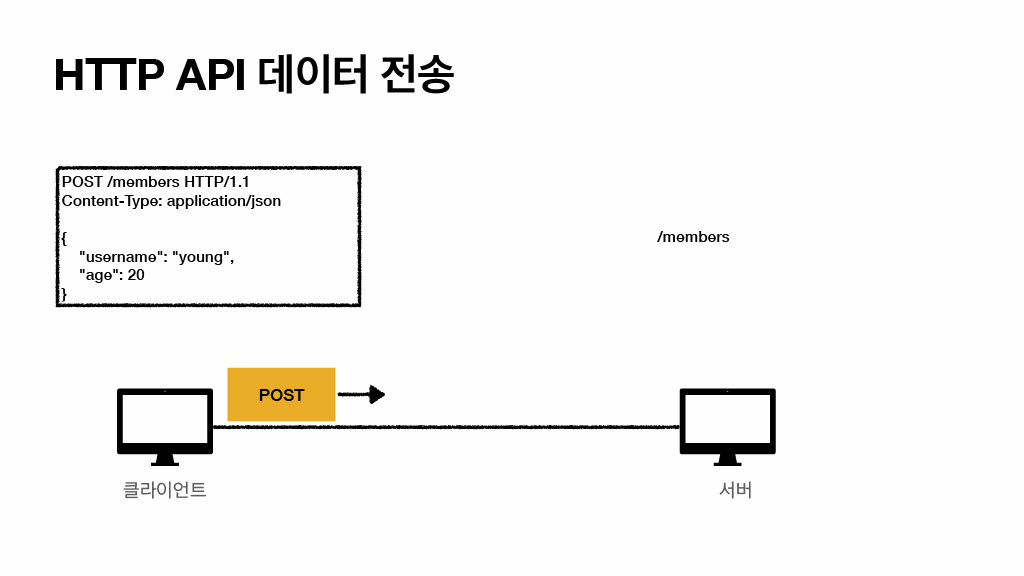 HTTP API 데이터 전송
POST /members HTTP/1.1
Content-Type: application/json
{
"username": "young",
"age": 20
}
/members
POST
클라이언트
서버